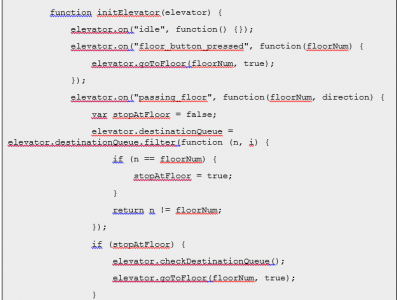 function initElevator(elevator) {
elevator.on("idle", function() {});
elevator.on("floor_button_pressed", function(floorNum) {
elevator.goToFloor(floorNum, true);
});
elevator.on("passing_floor", function(floorNum, direction) {
var stopAtFloor = false;
elevator.destinationQueue =
elevator.destinationQueue.filter(function (n, i) {
if (n == floorNum) {
stopAtFloor = true;
}
return n != floorNum;
});
if (stopAtFloor) {
elevator.checkDestinationQueue();
elevator.goToFloor(floorNum, true);
}